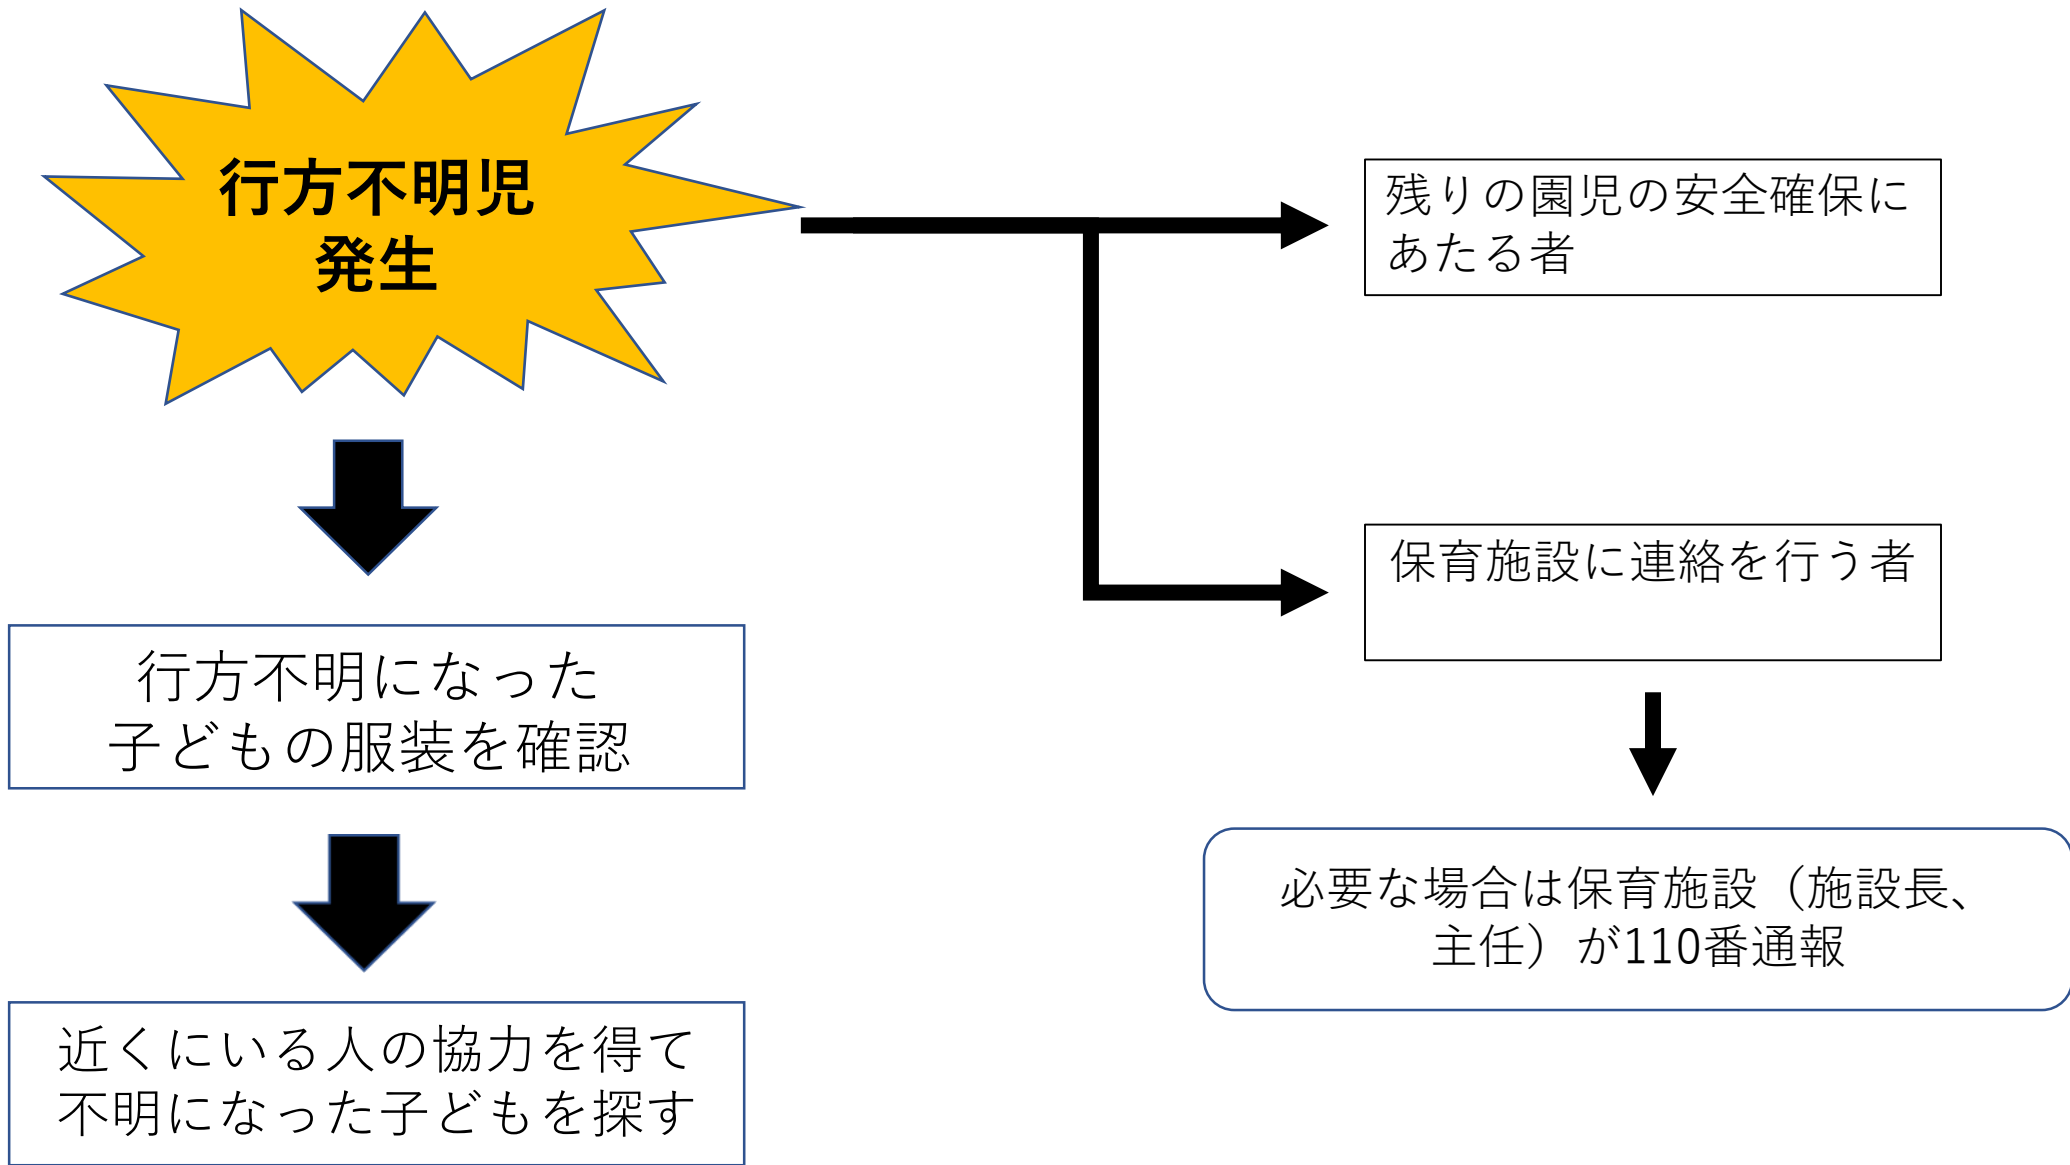 行方不明児
発生
残りの園児の安全確保に
あたる者
保育施設に連絡を行う者
行方不明になった
子どもの服装を確認
必要な場合は保育施設（施設長、
主任）が110番通報
近くにいる人の協力を得て
不明になった子どもを探す